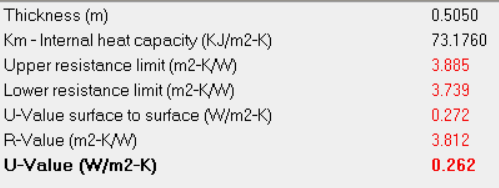 Thickness (m) 0.5050
Km - Internal heat capacity (KJ/m2-K) 73.1760
Upper resistance limit (m2-K/W) 3.885
Lower resistance limit (m2-K/W) 3.739
U-Value surface to surface (W/m2-K) 0.272
R-Value (m2-K/W) 3.812
U-Value (W/m2-K) 0.262